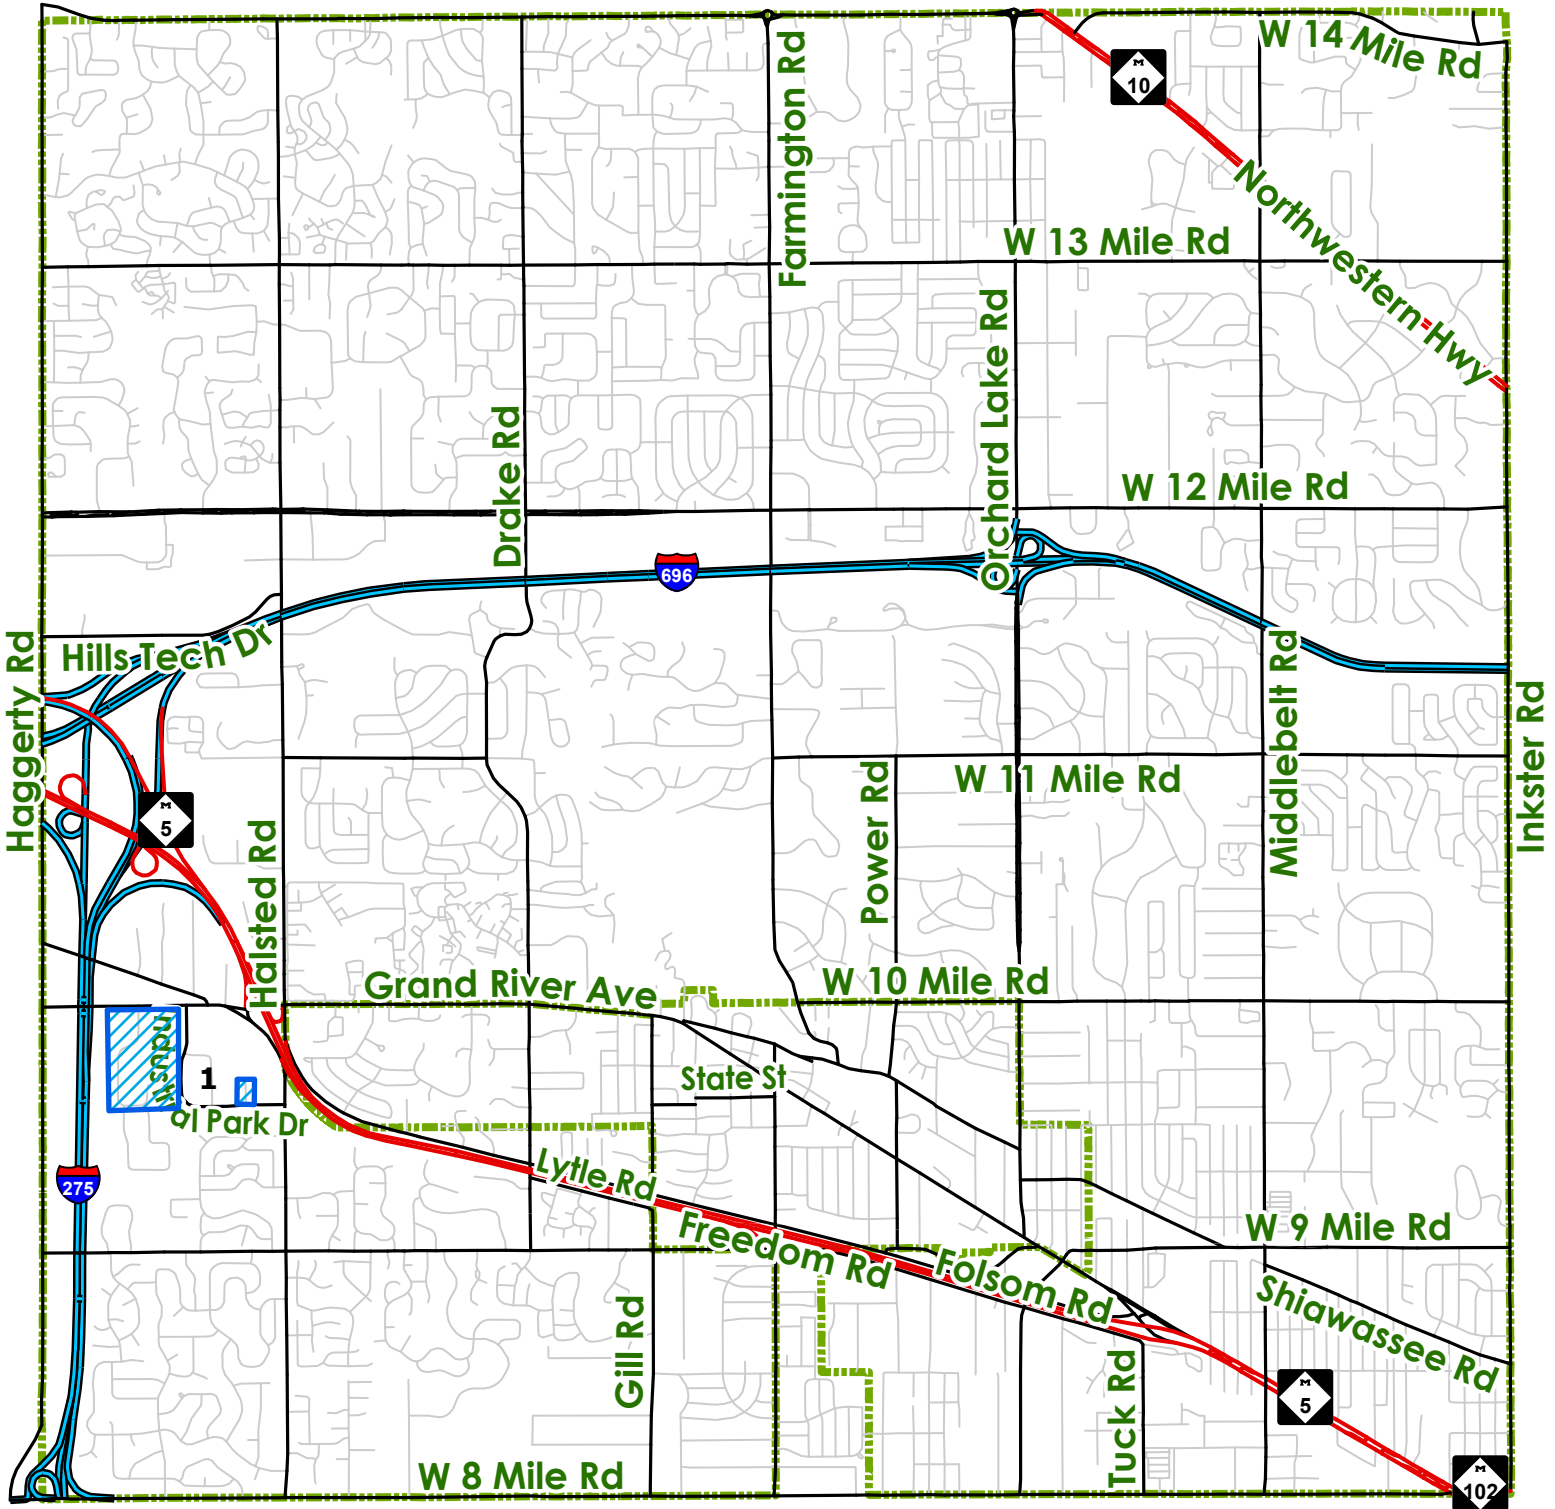 W 14 Mile Rd
M
10
Farmington Rd
Northwestern Hwy
W 13 Mile Rd
Orchard Lake Rd
Drake Rd
W 12 Mile Rd
696
Hills Tech Dr
Haggerty Rd
Middlebelt Rd
Inkster Rd
W 11 Mile Rd
Power Rd
M
5
Halsted Rd
Grand River Ave
W 10 Mile Rd
Industrial Park Dr
1
State St
275
Lytle Rd
Freedom Rd
Folsom Rd
W 9 Mile Rd
Shiawassee Rd
Gill Rd
Tuck Rd
M
5
W 8 Mile Rd
M
102